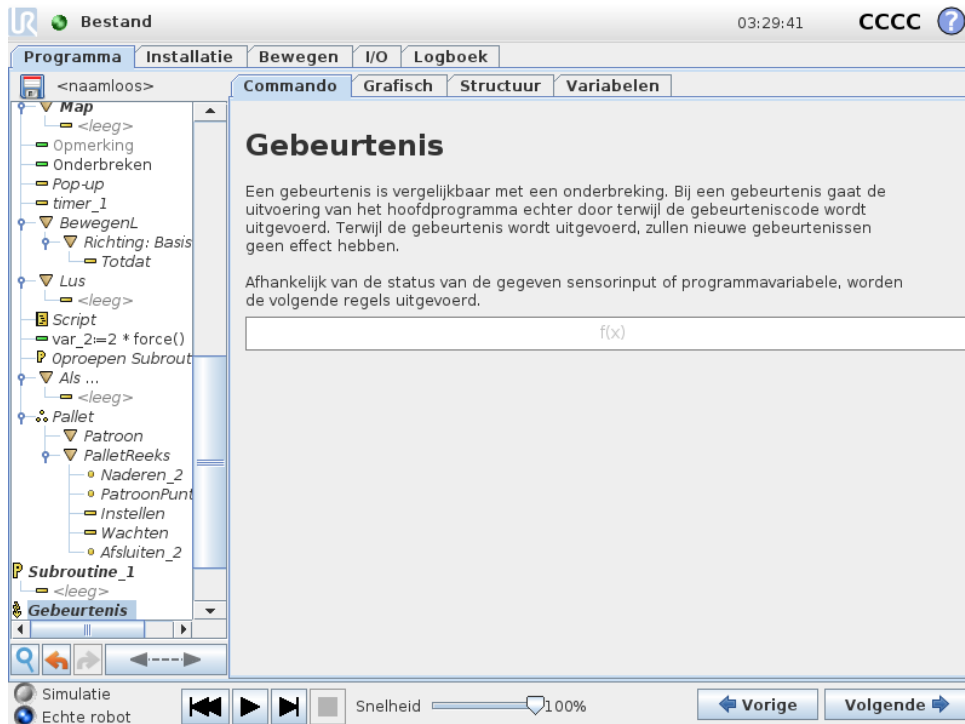 UR
Bestand
03:29:41
CCCC
?
Programma
Installatie
Bewegen
I/O
Logboek
<naamloos>
Commando
Grafisch
Structuur
Variabelen
Map
<leeg>
Opmerking
Onderbreken
Pop-up
timer_1
BewegenL
Richting: Basis
Totdat
Lus
<leeg>
Script
var_2:=2 * force()
Oproepen Subrout
Als ...
<leeg>
Pallet
Patroon
PalletReeks
Naderen_2
PatroonPunt
Instellen
Wachten
Afsluiten_2
Subroutine_1
<leeg>
Gebeurtenis
Gebeurtenis
Een gebeurtenis is vergelijkbaar met een onderbreking. Bij een gebeurtenis gaat de
uitvoering van het hoofdprogramma echter door terwijl de gebeurteniscode wordt
uitgevoerd. Terwijl de gebeurtenis wordt uitgevoerd, zullen nieuwe gebeurtenissen
geen effect hebben.
Afhankelijk van de status van de gegeven sensorinput of programmavariabele, worden
de volgende regels uitgevoerd.
f(x)
Simulatie
Echte robot
Snelheid
100%
Vorige
Volgende